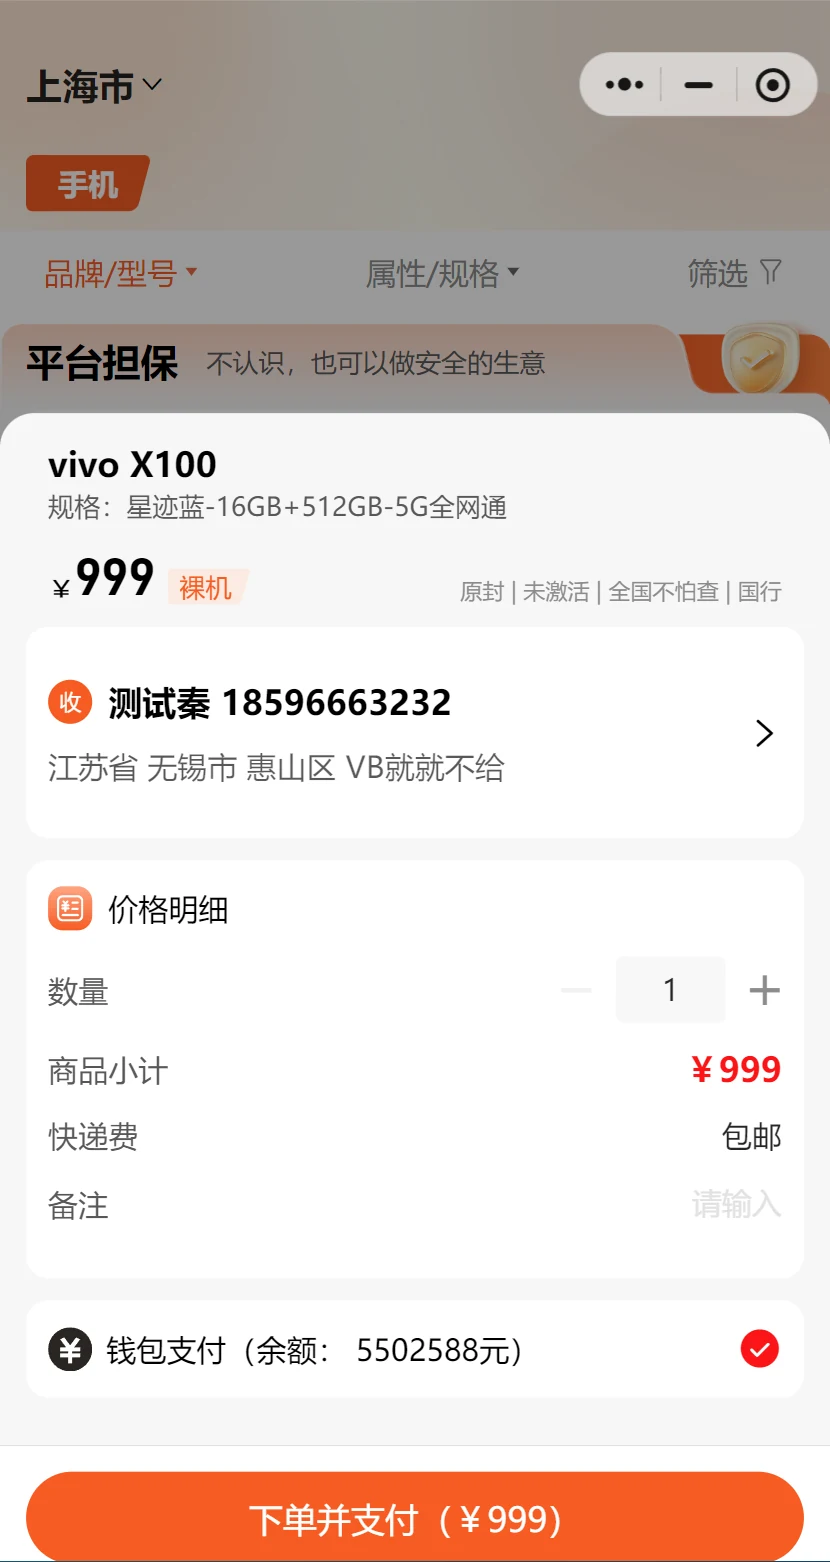 上海市
手机
品牌/型号 属性/规格 筛选
平台担保 不认识，也可以做安全的生意
vivo X100
规格：星迹蓝-16GB+512GB-5G全网通
¥999 裸机 原封 | 未激活 | 全国不怕查 | 国行
收 测试秦 18596663232
江苏省 无锡市 惠山区 VB就就不给
价格明细
数量 1
商品小计 ¥999
快递费 包邮
备注 请输入
¥ 钱包支付（余额： 5502588元）
下单并支付（¥999）